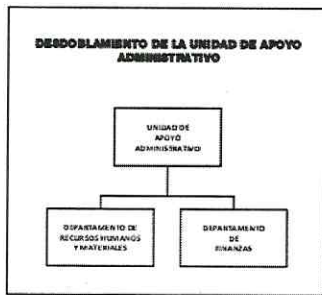 DESDOBLAMIENTO DE LA UNIDAD DE APOYO
ADMINISTRATIVO
UNIDAD DE
APOYO
ADMINISTRATIVO
DEPARTAMENTO DE
RECURSOS HUMANOS
Y MATERIALES
DEPARTAMENTO
DE
FINANZAS